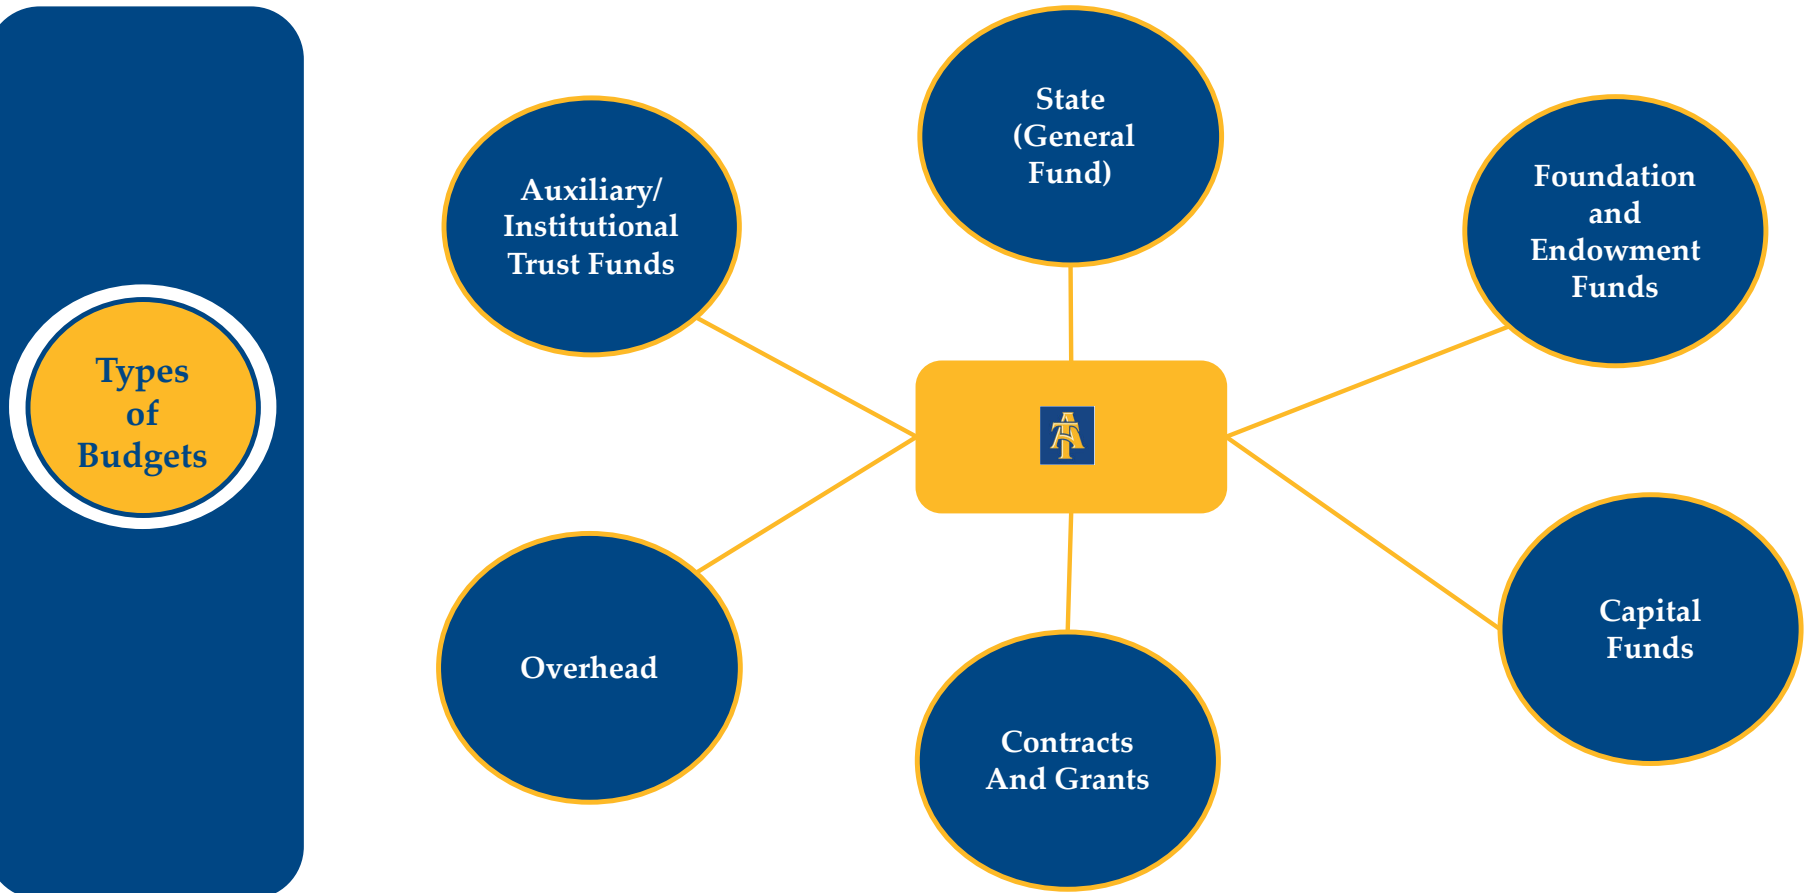 Types
of
Budgets
Auxiliary/
Institutional
Trust Funds
State
(General
Fund)
Foundation
and
Endowment
Funds
AT
Overhead
Contracts
And Grants
Capital
Funds